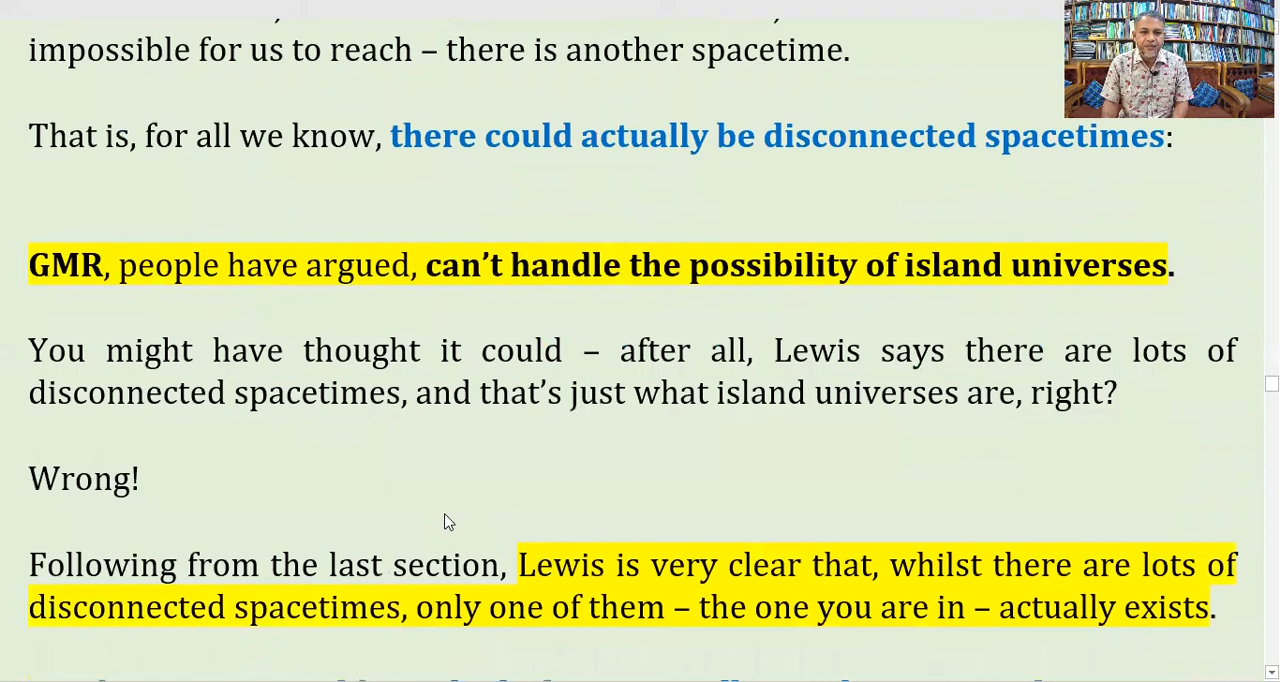 impossible for us to reach – there is another spacetime.
That is, for all we know, there could actually be disconnected spacetimes:
GMR, people have argued, can't handle the possibility of island universes.
You might have thought it could – after all, Lewis says there are lots of
disconnected spacetimes, and that's just what island universes are, right?
Wrong!
Following from the last section, Lewis is very clear that, whilst there are lots of
disconnected spacetimes, only one of them – the one you are in – actually exists.